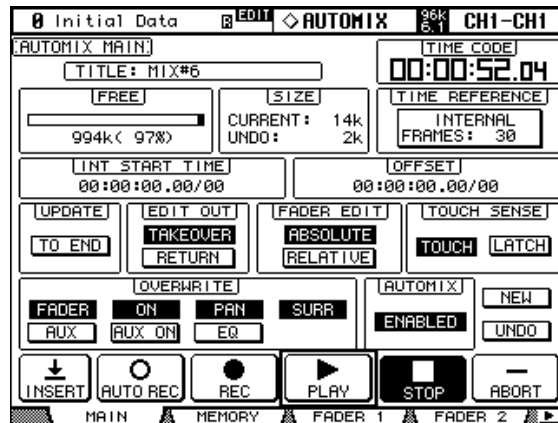 0 Initial Data R EDIT ◇AUTOMIX 96k 6.1 CH1-CH1
AUTOMIX MAIN
TITLE: MIX#6
TIME CODE
00:00:52.04
FREE
994k( 97%)
SIZE
CURRENT: 14k
UNDO: 2k
TIME REFERENCE
INTERNAL
FRAMES: 30
INT START TIME
00:00:00.00/00
OFFSET
00:00:00.00/00
UPDATE
TO END
EDIT OUT
TAKEOVER
RETURN
FADER EDIT
ABSOLUTE
RELATIVE
TOUCH SENSE
TOUCH LATCH
OVERWRITE
FADER ON PAN SURR
AUX AUX ON EQ
AUTOMIX
ENABLED
NEW
UNDO
INSERT AUTO REC REC PLAY STOP ABORT
MAIN MEMORY FADER 1 FADER 2